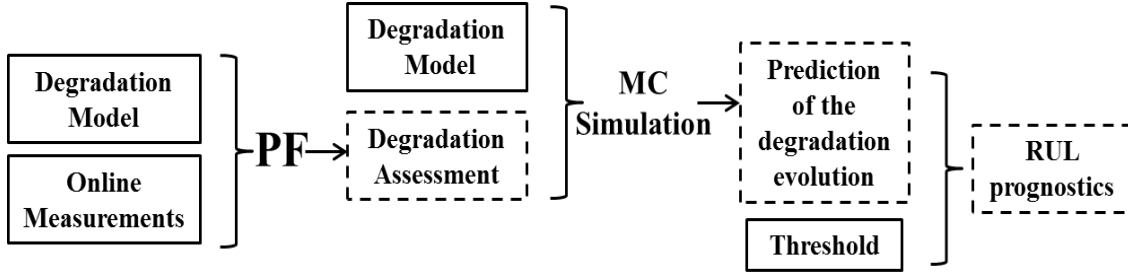 Degradation
Model
Online
Measurements
PF
Degradation
Model
Degradation
Assessment
MC
Simulation
Prediction
of the
degradation
evolution
Threshold
RUL
prognostics